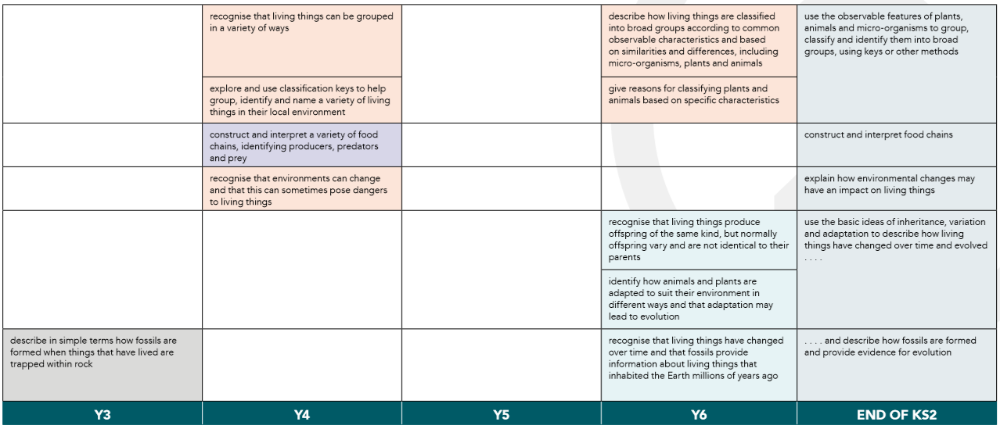 recognise that living things can be grouped
in a variety of ways
describe how living things are classified
into broad groups according to common
observable characteristics and based
on similarities and differences, including
micro-organisms, plants and animals
use the observable features of plants,
animals and micro-organisms to group,
classify and identify them into broad
groups, using keys or other methods
explore and use classification keys to help
group, identify and name a variety of living
things in their local environment
give reasons for classifying plants and
animals based on specific characteristics
construct and interpret a variety of food
chains, identifying producers, predators
and prey
construct and interpret food chains
recognise that environments can change
and that this can sometimes pose dangers
to living things
explain how environmental changes may
have an impact on living things
recognise that living things produce
offspring of the same kind, but normally
offspring vary and are not identical to their
parents
use the basic ideas of inheritance, variation
and adaptation to describe how living
things have changed over time and evolved
. . . .
identify how animals and plants are
adapted to suit their environment in
different ways and that adaptation may
lead to evolution
describe in simple terms how fossils are
formed when things that have lived are
trapped within rock
recognise that living things have changed
over time and that fossils provide
information about living things that
inhabited the Earth millions of years ago
. . . . and describe how fossils are formed
and provide evidence for evolution
Y3
Y4
Y5
Y6
END OF KS2